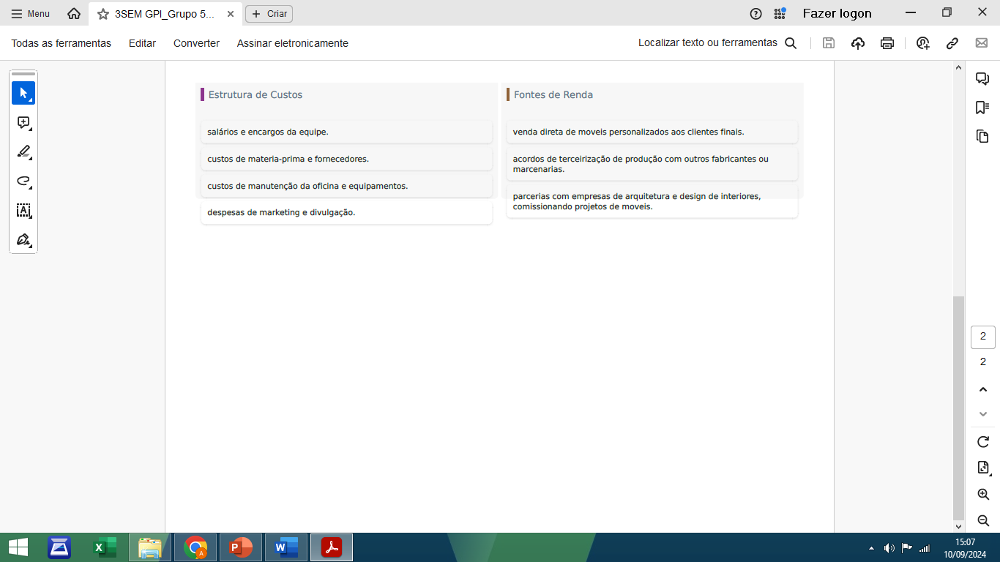 Menu
3SEM GPI_Grupo 5...
Criar
Fazer logon
Todas as ferramentas
Editar
Converter
Assinar eletronicamente
Localizar texto ou ferramentas
Estrutura de Custos
salários e encargos da equipe.
custos de materia-prima e fornecedores.
custos de manutenção da oficina e equipamentos.
despesas de marketing e divulgação.
Fontes de Renda
venda direta de moveis personalizados aos clientes finais.
acordos de terceirização de produção com outros fabricantes ou
marcenarias.
parcerias com empresas de arquitetura e design de interiores,
comissionando projetos de moveis.
2
2
15:07
10/09/2024